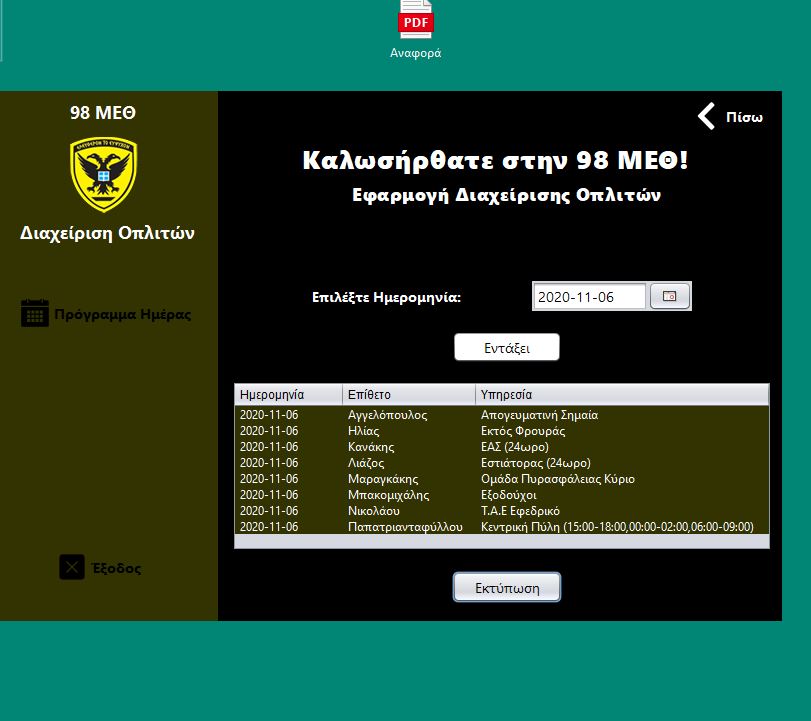 PDF
Αναφορά
98 ΜΕΘ
ΕΛΕΥΘΕΡΟΝ ΤΟ ΕΥΨΥΧΟΝ
Διαχείριση Οπλιτών
Πρόγραμμα Ημέρας
Έξοδος
Πίσω
Καλωσήρθατε στην 98 ΜΕΘ!
Εφαρμογή Διαχείρισης Οπλιτών
Επιλέξτε Ημερομηνία: 2020-11-06
Εντάξει
Ημερομηνία Επίθετο Υπηρεσία
2020-11-06 Αγγελόπουλος Απογευματινή Σημαία
2020-11-06 Ηλίας Εκτός Φρουράς
2020-11-06 Κανάκης ΕΑΣ (24ωρο)
2020-11-06 Λιάζος Εστιάτορας (24ωρο)
2020-11-06 Μαραγκάκης Ομάδα Πυρασφάλειας Κύριο
2020-11-06 Μπακομιχάλης Εξοδούχοι
2020-11-06 Νικολάου Τ.Α.Ε Εφεδρικό
2020-11-06 Παπατριανταφύλλου Κεντρική Πύλη (15:00-18:00,00:00-02:00,06:00-09:00)
Εκτύπωση